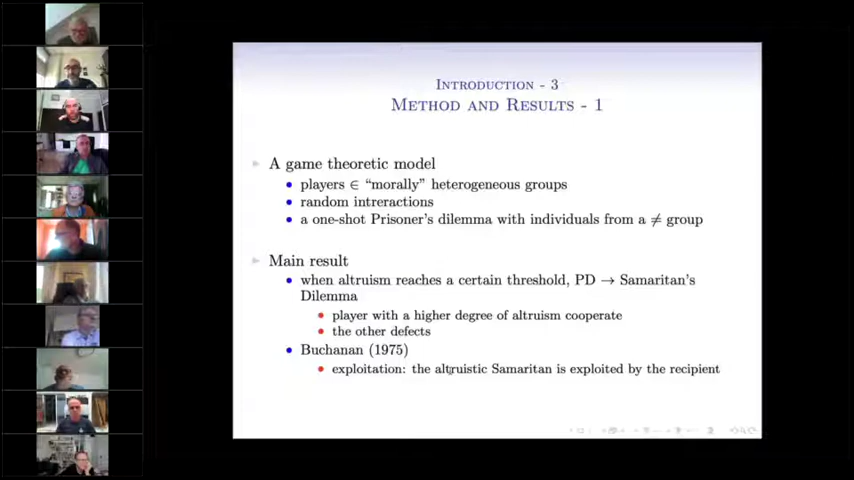 Introduction - 3
Method and Results - 1
A game theoretic model
players ∈ “morally” heterogeneous groups
random intreractions
a one-shot Prisoner's dilemma with individuals from a ≠ group
Main result
when altruism reaches a certain threshold, PD → Samaritan's
Dilemma
player with a higher degree of altruism cooperate
the other defects
Buchanan (1975)
exploitation: the altruistic Samaritan is exploited by the recipient